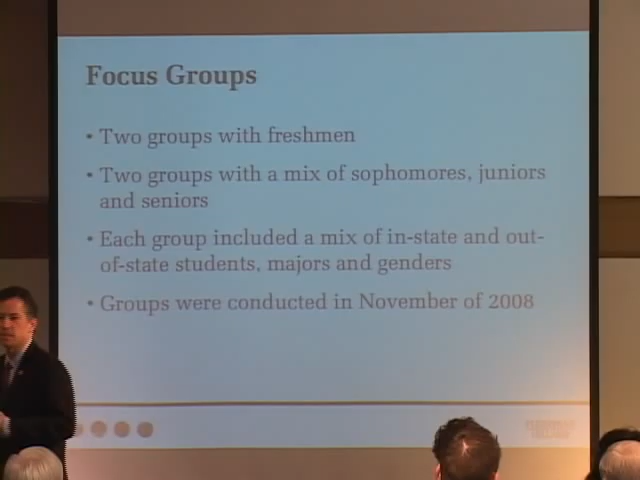 Focus Groups
• Two groups with freshmen
• Two groups with a mix of sophomores, juniors
and seniors
• Each group included a mix of in-state and out-
of-state students, majors and genders
• Groups were conducted in November of 2008